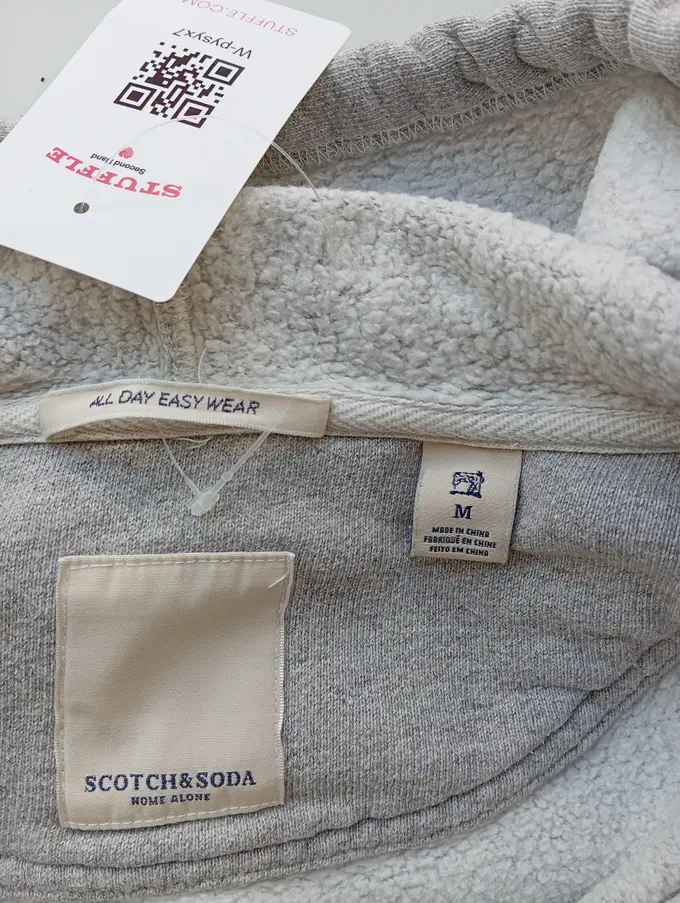 STUFFLE.COM
W-pysyx7
STUFFLE
Second Hand
ALL DAY EASY WEAR
M
MADE IN CHINA
FABRIQUÉ EN CHINE
FEITO EM CHINA
SCOTCH&SODA
HOME ALONE